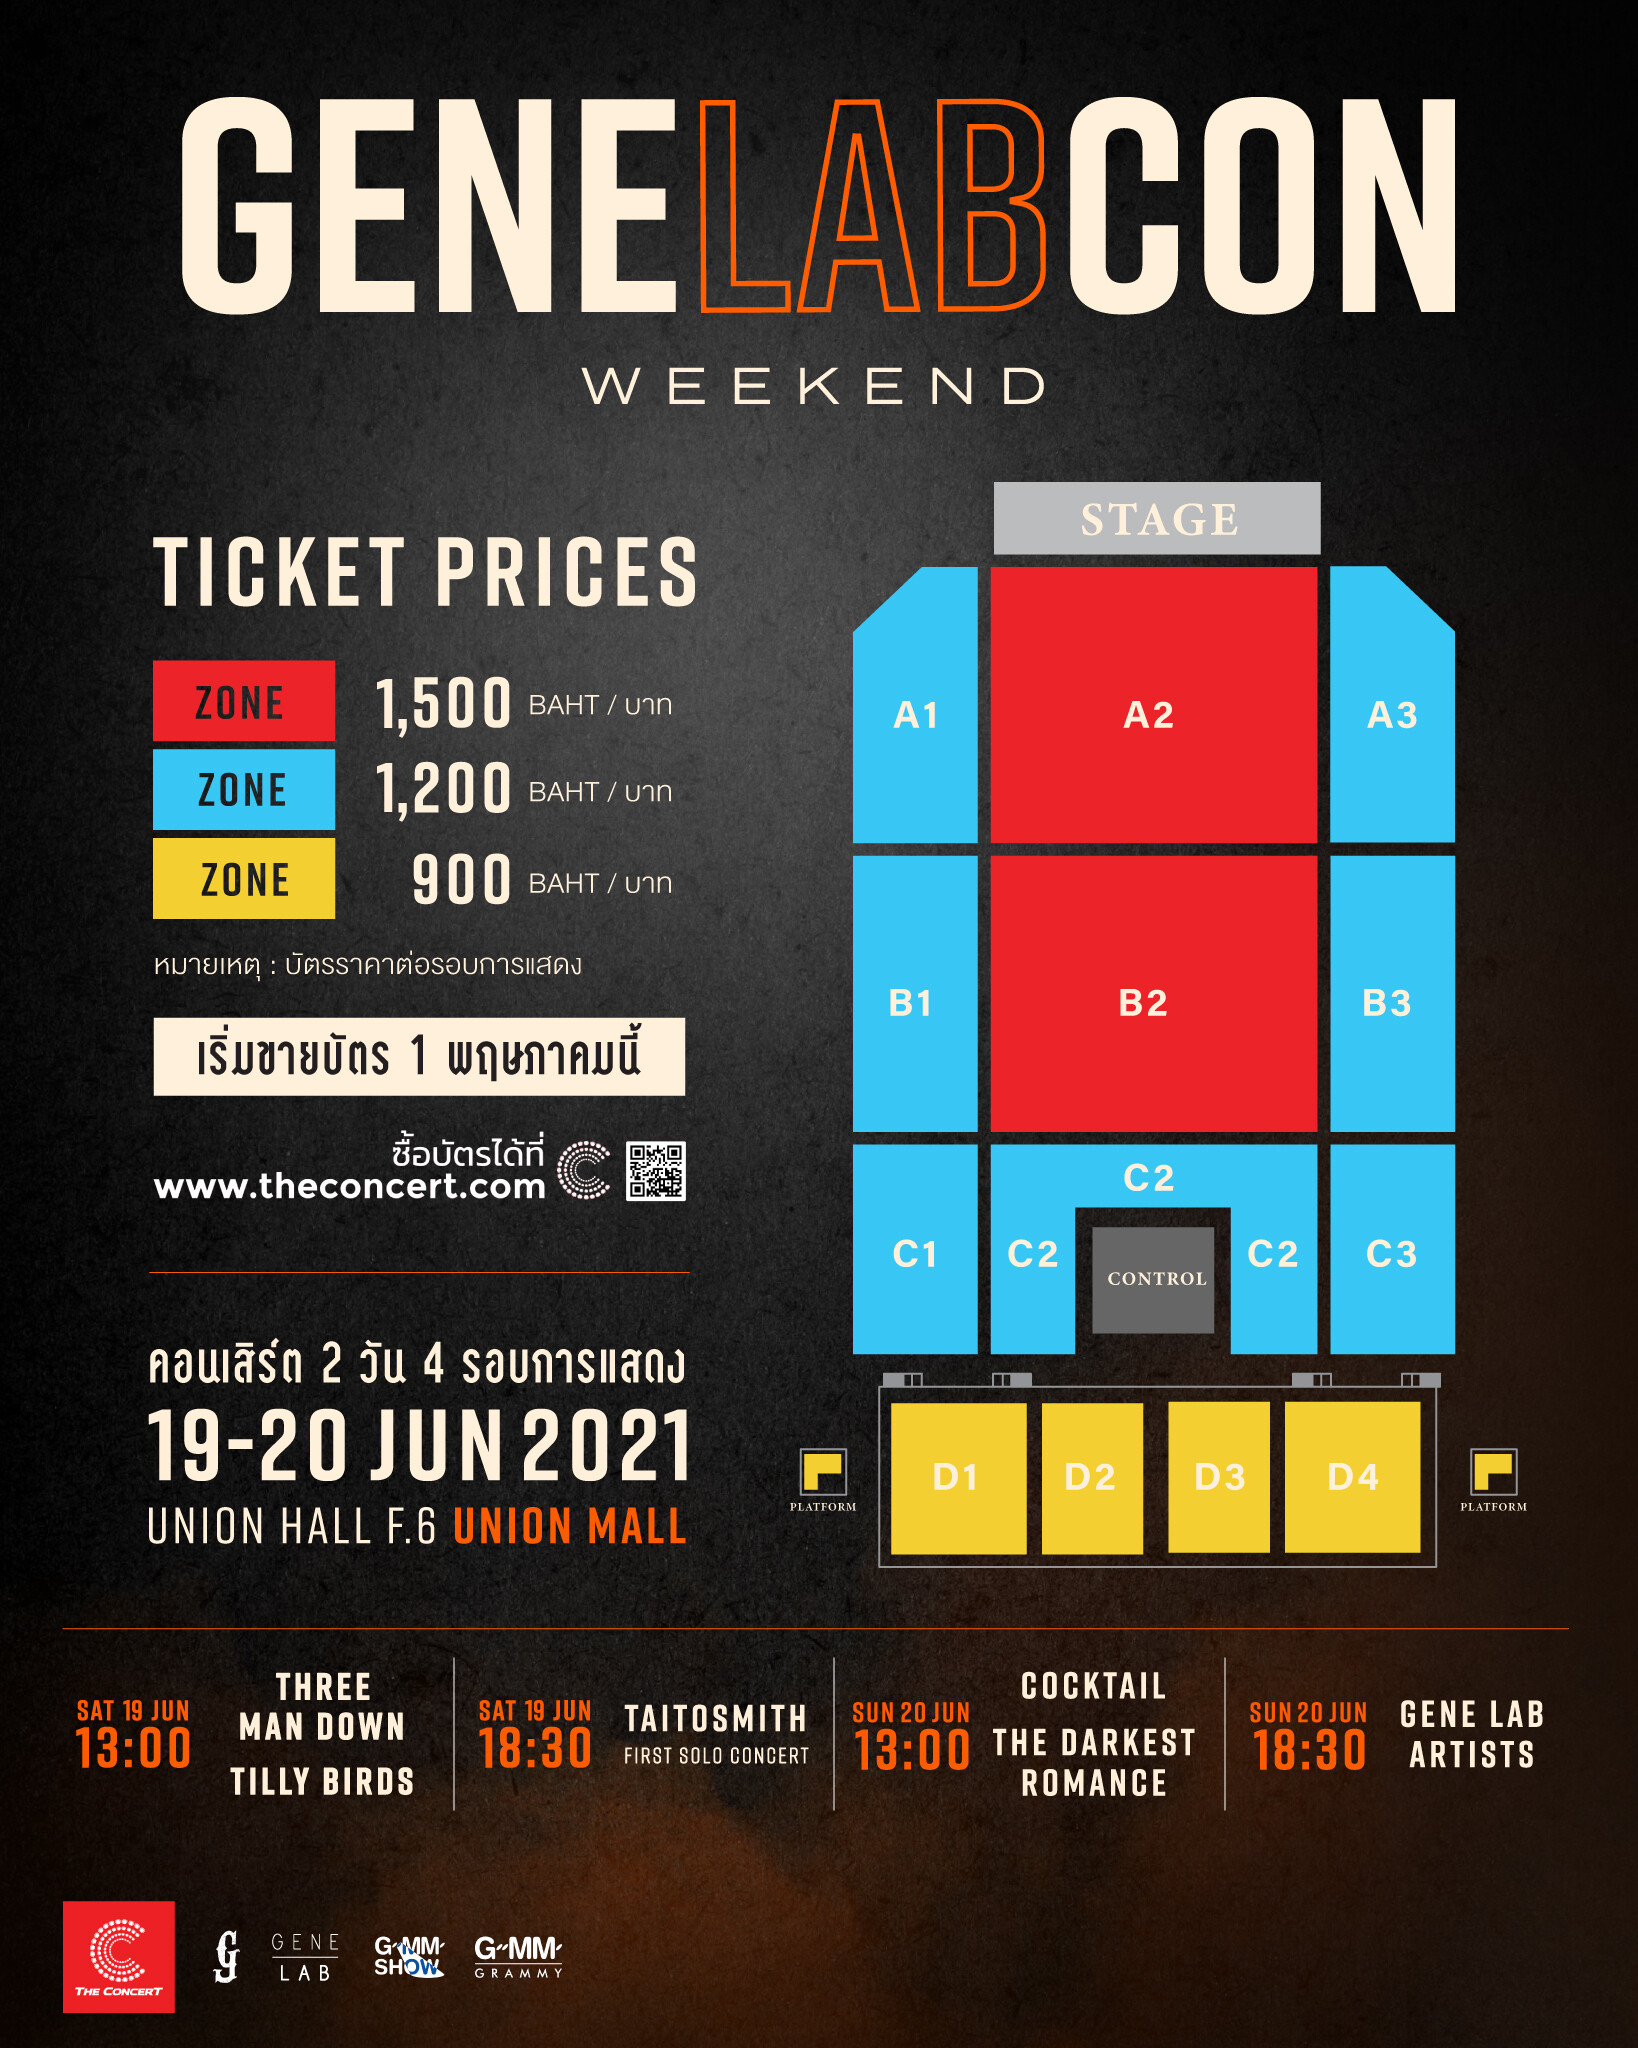 GENELABCON
WEEKEND
TICKET PRICES
ZONE 1,500 BAHT / บาท
ZONE 1,200 BAHT / บาท
ZONE 900 BAHT / บาท
หมายเหตุ : บัตรราคาต่อรอบการแสดง
เริ่มขายบัตร 1 พฤษภาคมนี้
ซื้อบัตรได้ที่
www.theconcert.com
คอนเสิร์ต 2 วัน 4 รอบการแสดง
19-20 JUN 2021
UNION HALL F.6 UNION MALL
STAGE
A1 A2 A3
B1 B2 B3
C2
C1 C2 C2 C3
CONTROL
D1 D2 D3 D4
PLATFORM PLATFORM
SAT 19 JUN
13:00
THREE
MAN DOWN
TILLY BIRDS
SAT 19 JUN
18:30
TAITOSMITH
FIRST SOLO CONCERT
SUN 20 JUN
13:00
COCKTAIL
THE DARKEST
ROMANCE
SUN 20 JUN
18:30
GENE LAB
ARTISTS
THE CONCERT
G
GENE
LAB
GMM
SHOW
GMM
GRAMMY